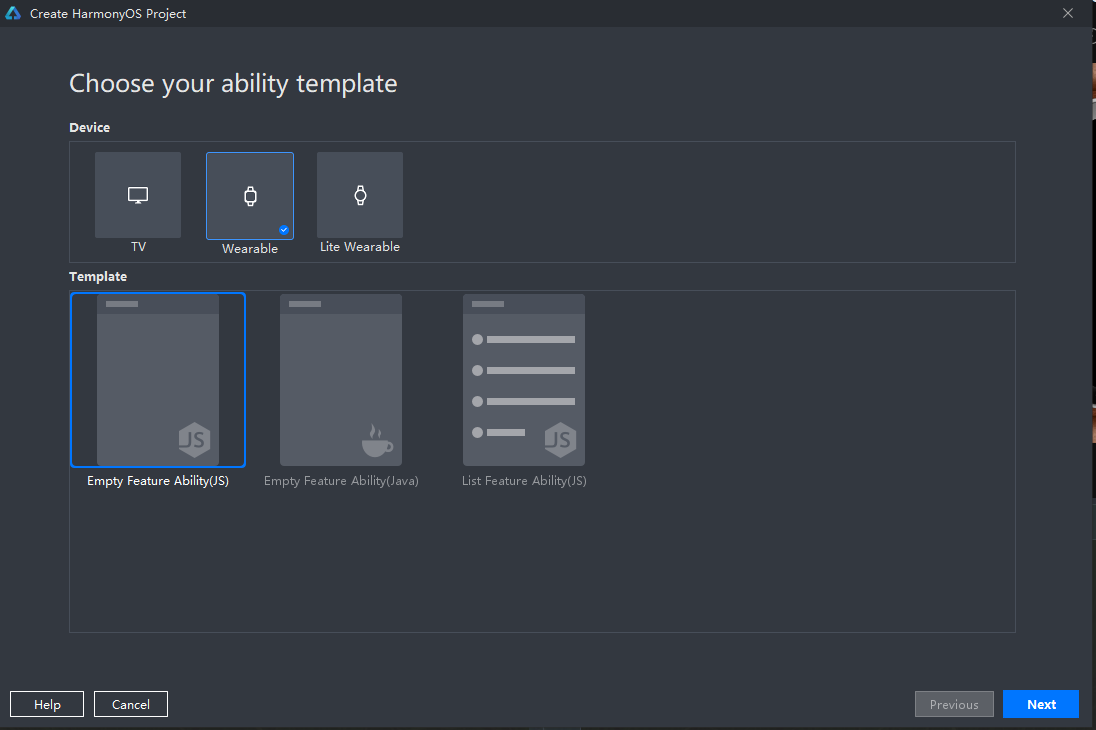 Create HarmonyOS Project
Choose your ability template
Device
TV
Wearable
Lite Wearable
Template
JS
JS
Empty Feature Ability(JS)
Empty Feature Ability(Java)
List Feature Ability(JS)
Help
Cancel
Previous
Next